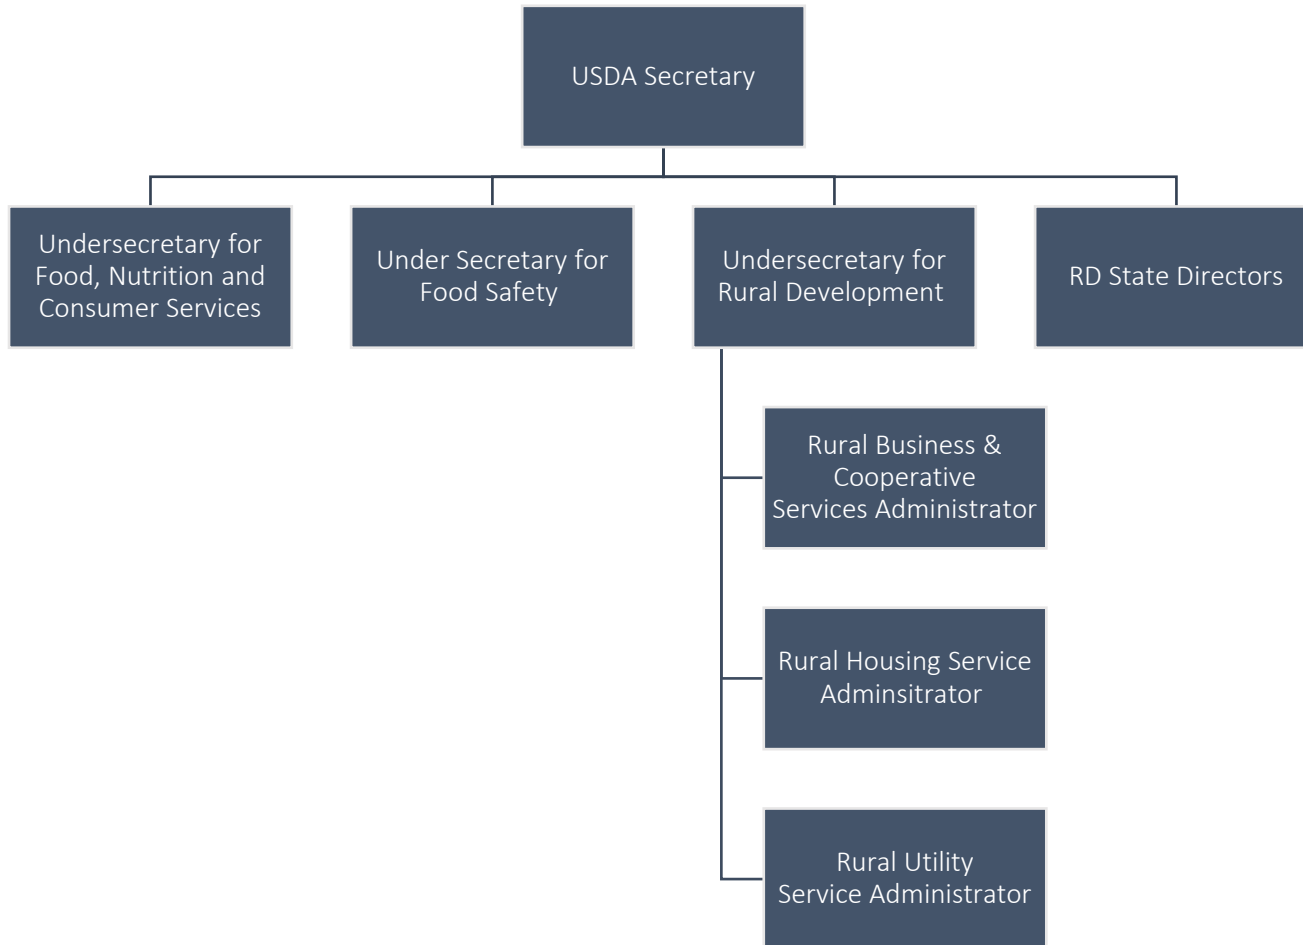 USDA Secretary
Undersecretary for
Food, Nutrition and
Consumer Services
Under Secretary for
Food Safety
Undersecretary for
Rural Development
RD State Directors
Rural Business &
Cooperative
Services Administrator
Rural Housing Service
Adminsitrator
Rural Utility
Service Administrator